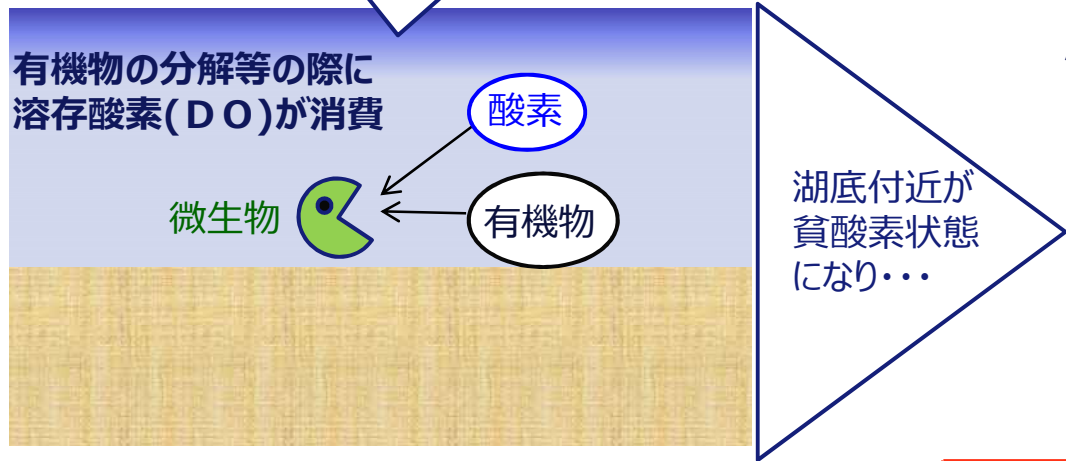 有機物の分解等の際に
溶存酸素(ＤＯ)が消費
酸素
微生物
有機物
湖底付近が
貧酸素状態
になり・・・